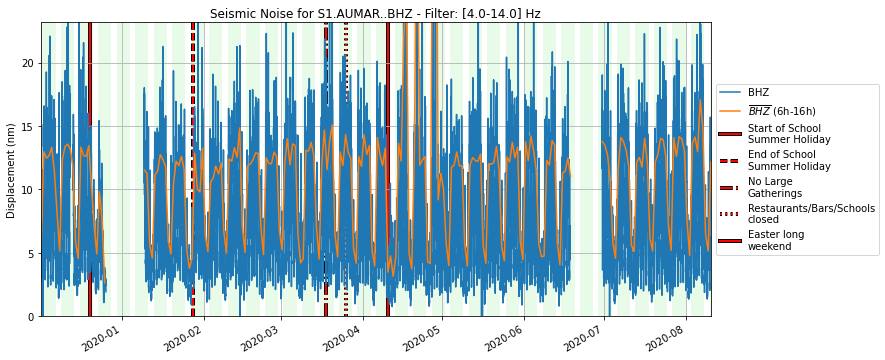 Seismic Noise for S1.AUMAR..BHZ - Filter: [4.0-14.0] Hz
Displacement (nm)
20
15
10
5
0
2020-01
2020-02
2020-03
2020-04
2020-05
2020-06
2020-07
2020-08
BHZ
BHZ (6h-16h)
Start of School
Summer Holiday
End of School
Summer Holiday
No Large
Gatherings
Restaurants/Bars/Schools
closed
Easter long
weekend